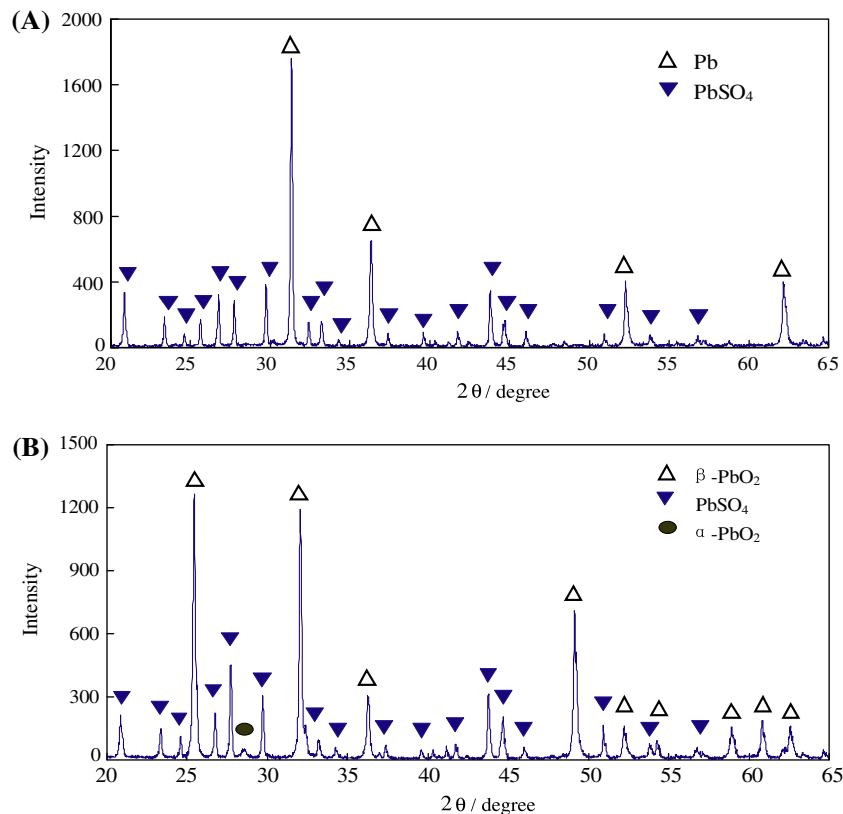 (A)
2000
1600
1200
800
400
0
Intensity
Pb
PbSO₄
20 25 30 35 40 45 50 55 60 65
2 θ / degree
(B)
1500
1200
900
600
300
0
Intensity
β -PbO₂
PbSO₄
α -PbO₂
20 25 30 35 40 45 50 55 60 65
2 θ / degree